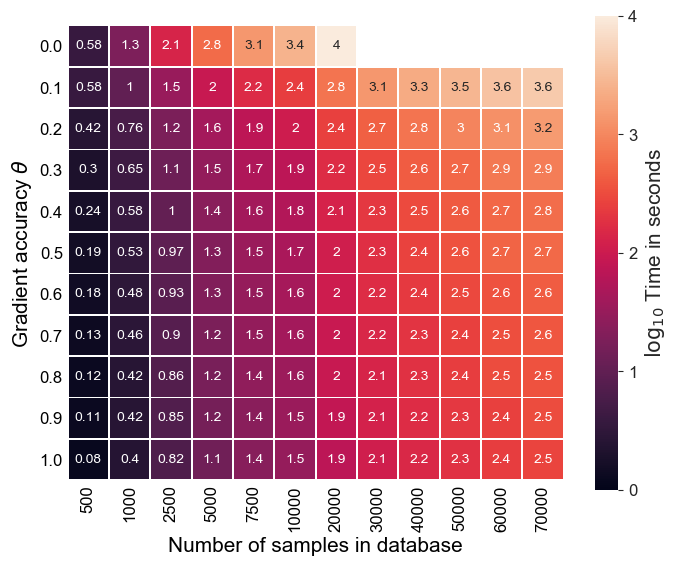 0.0 0.58 1.3 2.1 2.8 3.1 3.4 4
0.1 0.58 1 1.5 2 2.2 2.4 2.8 3.1 3.3 3.5 3.6 3.6
0.2 0.42 0.76 1.2 1.6 1.9 2 2.4 2.7 2.8 3 3.1 3.2
0.3 0.3 0.65 1.1 1.5 1.7 1.9 2.2 2.5 2.6 2.7 2.9 2.9
0.4 0.24 0.58 1 1.4 1.6 1.8 2.1 2.3 2.5 2.6 2.7 2.8
0.5 0.19 0.53 0.97 1.3 1.5 1.7 2 2.3 2.4 2.6 2.7 2.7
0.6 0.18 0.48 0.93 1.3 1.5 1.6 2 2.2 2.4 2.5 2.6 2.6
0.7 0.13 0.46 0.9 1.2 1.5 1.6 2 2.2 2.3 2.4 2.5 2.6
0.8 0.12 0.42 0.86 1.2 1.4 1.6 2 2.1 2.3 2.4 2.5 2.5
0.9 0.11 0.42 0.85 1.2 1.4 1.5 1.9 2.1 2.2 2.3 2.4 2.5
1.0 0.08 0.4 0.82 1.1 1.4 1.5 1.9 2.1 2.2 2.3 2.4 2.5
500 1000 2500 5000 7500 10000 20000 30000 40000 50000 60000 70000
Number of samples in database
Gradient accuracy θ
4
3
2
1
0
log₁₀ Time in seconds